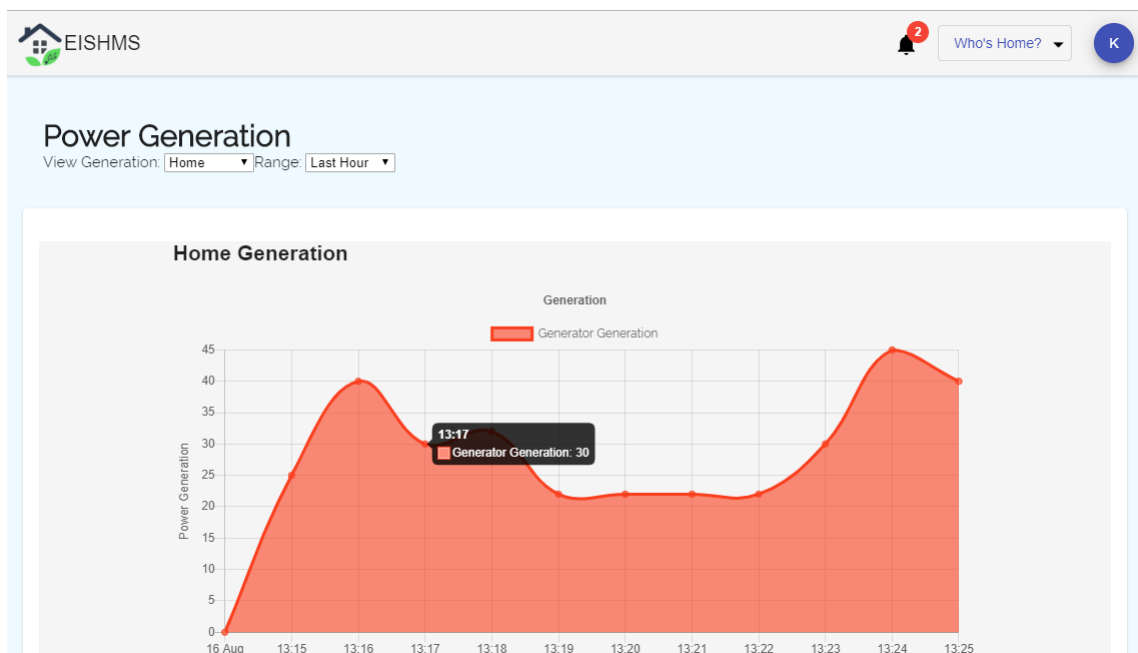 EISHMS
2
Who's Home?
K
Power Generation
View Generation: Home Range: Last Hour
Home Generation
Generation
Generator Generation
45
40
35
30
25
20
15
10
5
0
Power Generation
13:17
Generator Generation: 30
16 Aug 13:15 13:16 13:17 13:18 13:19 13:20 13:21 13:22 13:23 13:24 13:25